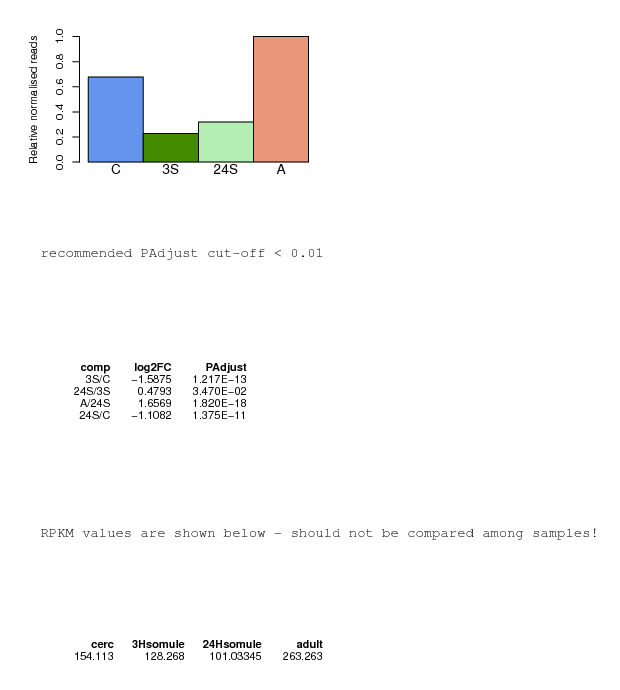 Relative normalised reads
1.0
0.8
0.6
0.4
0.2
0.0
C 3S 24S A
recommended PAdjust cut-off < 0.01
comp log2FC PAdjust
3S/C −1.5875 1.217E−13
24S/3S 0.4793 3.470E−02
A/24S 1.6569 1.820E−18
24S/C −1.1082 1.375E−11
RPKM values are shown below - should not be compared among samples!
cerc 3Hsomule 24Hsomule adult
154.113 128.268 101.03345 263.263